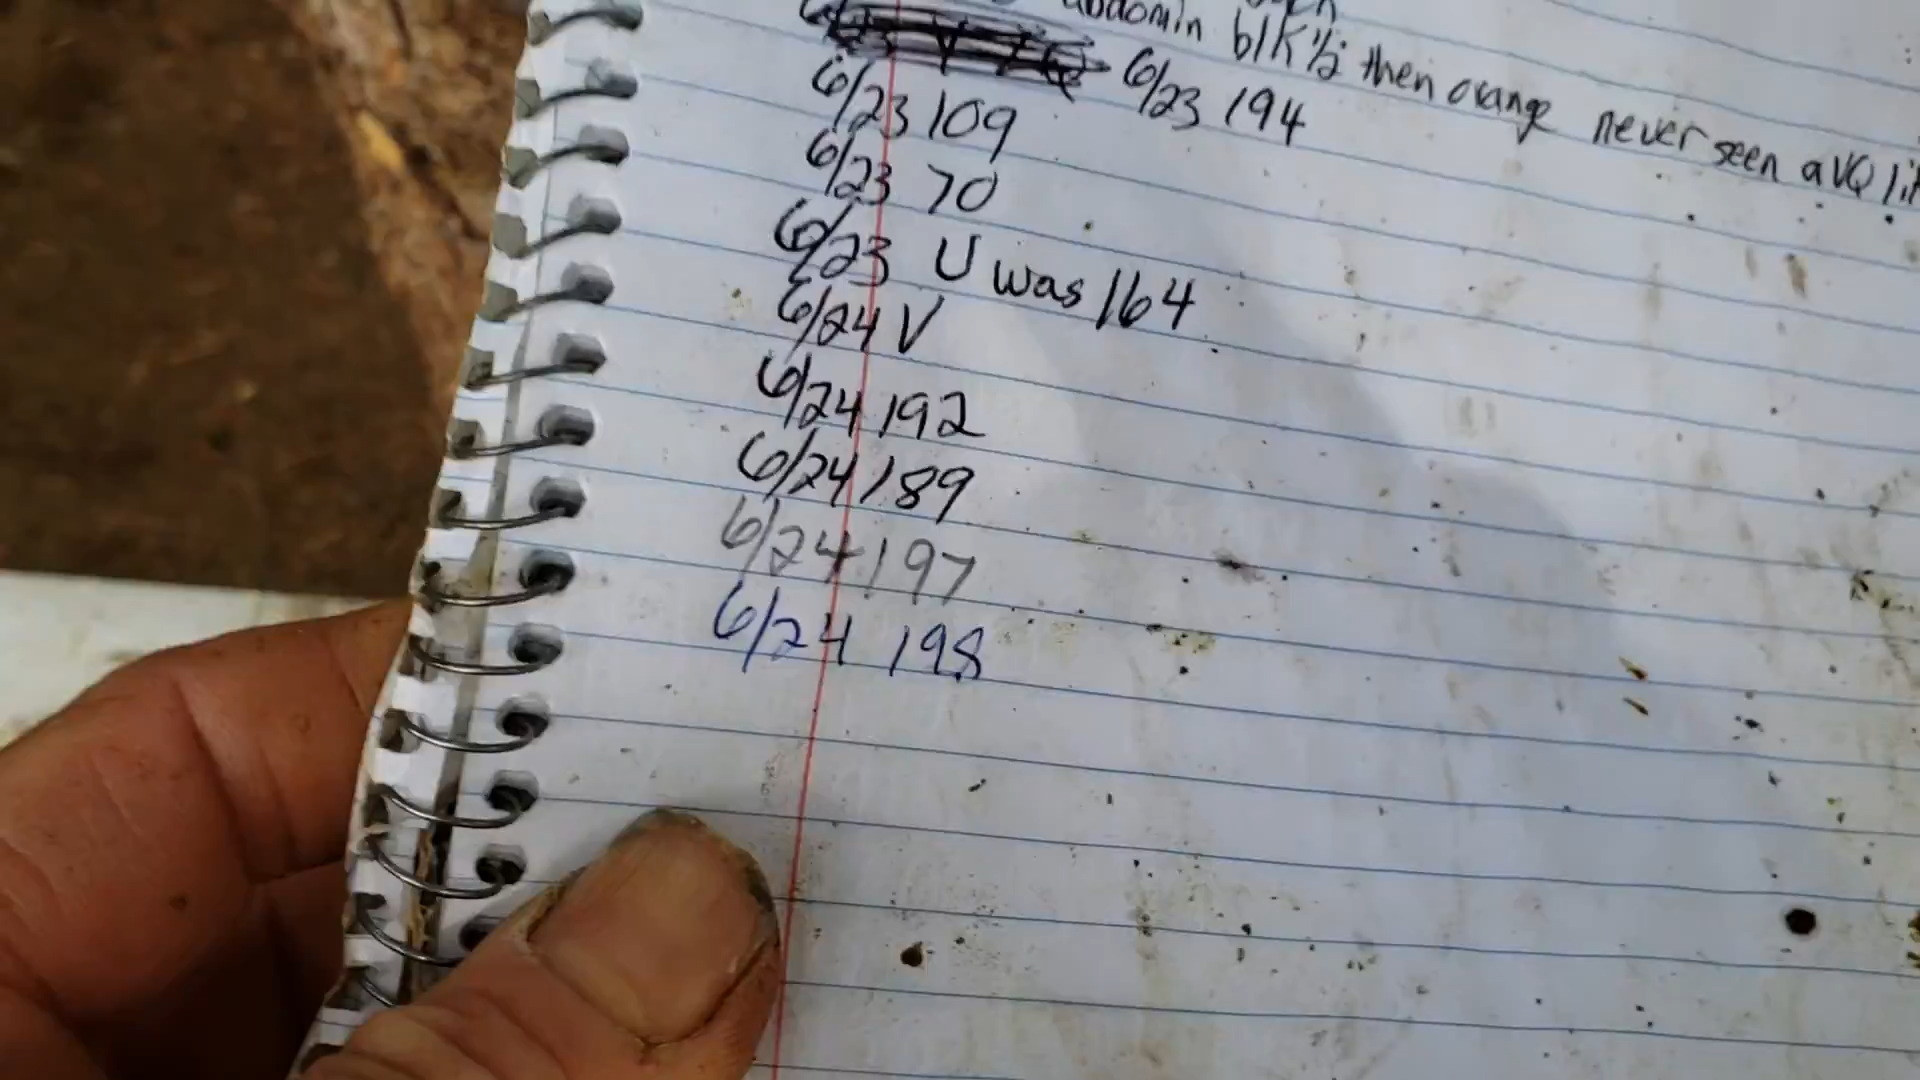 abdomin blk 1/2 then orange never seen a VQ
6/23 194
6/23 109
6/23 70
6/23 U was 164
6/24 V
6/24 192
6/24 189
6/24 197
6/24 198